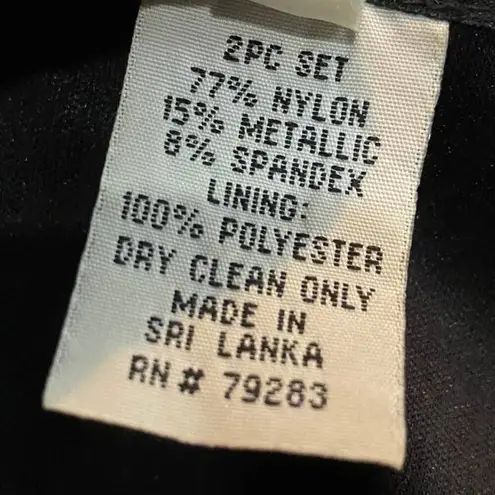 2PC SET
77% NYLON
15% METALLIC
8% SPANDEX
LINING:
100% POLYESTER
DRY CLEAN ONLY
MADE IN
SRI LANKA
RN # 79283